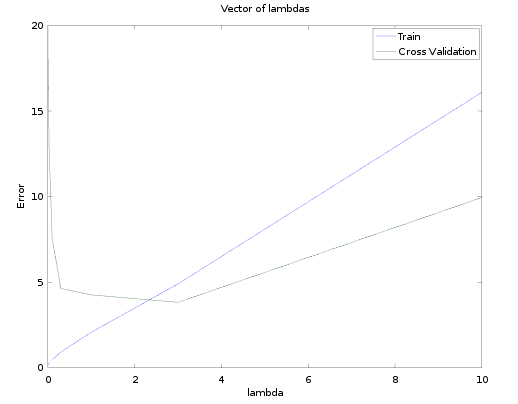 Vector of lambdas
Train
Cross Validation
20
15
10
5
0
Error
0 2 4 6 8 10
lambda